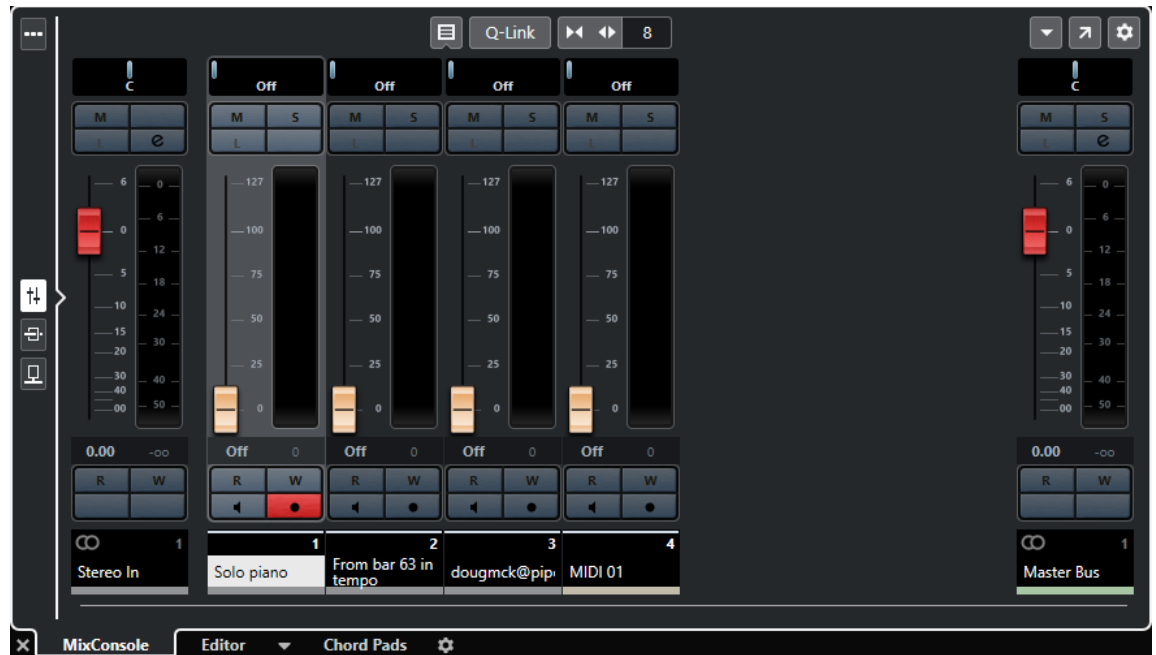 Q-Link 8
C Off Off Off Off C
M M S M S M S M S M S
L e L L L L L e
6 0 127 127 127 127 6 0
0 6 100 100 100 100 0 6
12 12
5 18 75 75 75 75 5 18
10 24 50 50 50 50 10 24
15 30 15 30
20 20
30 40 25 25 25 25 30 40
40 40
00 50 0 0 0 0 00 50
0.00 -oo Off 0 Off 0 Off 0 Off 0 0.00 -oo
R W R W R W R W R W R W
1 1 2 3 4 1
Stereo In Solo piano From bar 63 in dougmck@pip MIDI 01 Master Bus
tempo
MixConsole Editor Chord Pads